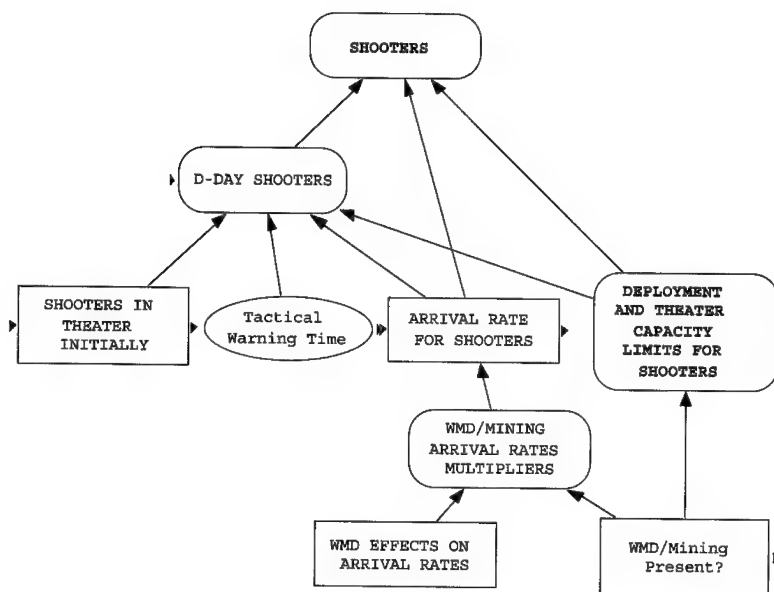 SHOOTERS
D-DAY SHOOTERS
SHOOTERS IN
THEATER
INITIALLY
Tactical
Warning Time
ARRIVAL RATE
FOR SHOOTERS
DEPLOYMENT
AND THEATER
CAPACITY
LIMITS FOR
SHOOTERS
WMD/MINING
ARRIVAL RATES
MULTIPLIERS
WMD EFFECTS ON
ARRIVAL RATES
WMD/Mining
Present?